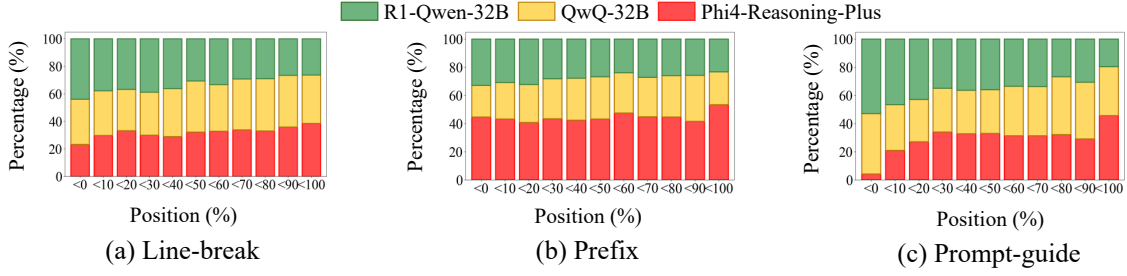 R1-Qwen-32B QwQ-32B Phi4-Reasoning-Plus
Percentage (%)
100
80
60
40
20
0
<0 <10 <20 <30 <40 <50 <60 <70 <80 <90 <100
Position (%)
(a) Line-break
Percentage (%)
100
80
60
40
20
0
<0 <10 <20 <30 <40 <50 <60 <70 <80 <90 <100
Position (%)
(b) Prefix
Percentage (%)
100
80
60
40
20
0
<0 <10 <20 <30 <40 <50 <60 <70 <80 <90 <100
Position (%)
(c) Prompt-guide